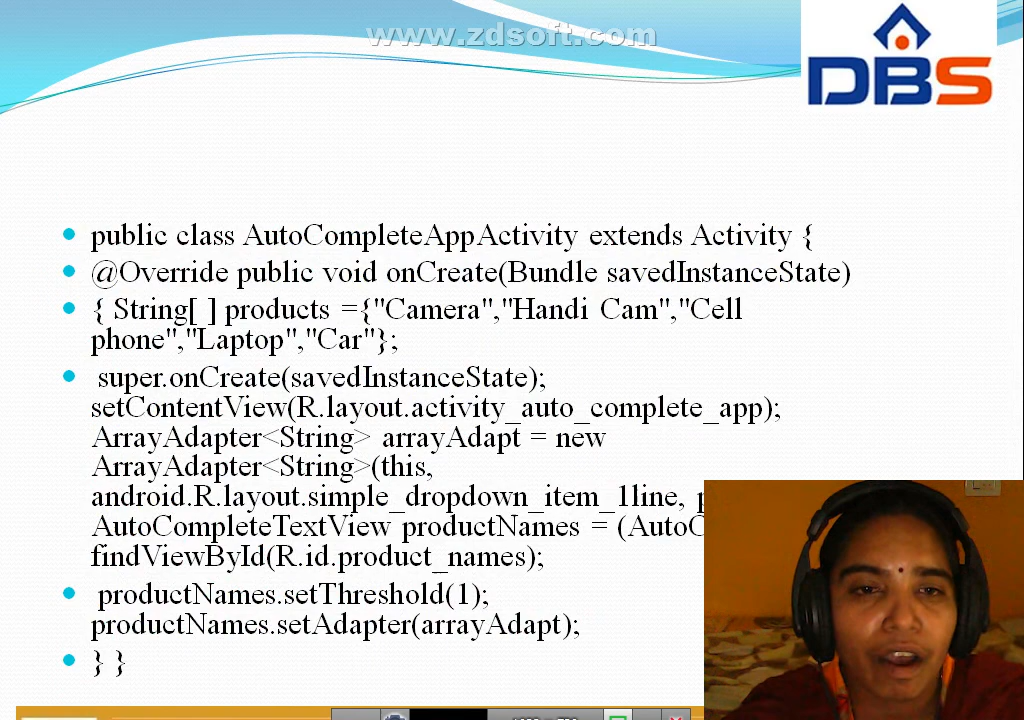 www.zdsoft.com
DBS
public class AutoCompleteAppActivity extends Activity {
@Override public void onCreate(Bundle savedInstanceState)
{ String[ ] products ={"Camera","Handi Cam","Cell
phone","Laptop","Car"};
super.onCreate(savedInstanceState);
setContentView(R.layout.activity_auto_complete_app);
ArrayAdapter<String> arrayAdapt = new
ArrayAdapter<String>(this,
android.R.layout.simple_dropdown_item_1line,
AutoCompleteTextView productNames =
findViewById(R.id.product_names);
productNames.setThreshold(1);
productNames.setAdapter(arrayAdapt);
} }